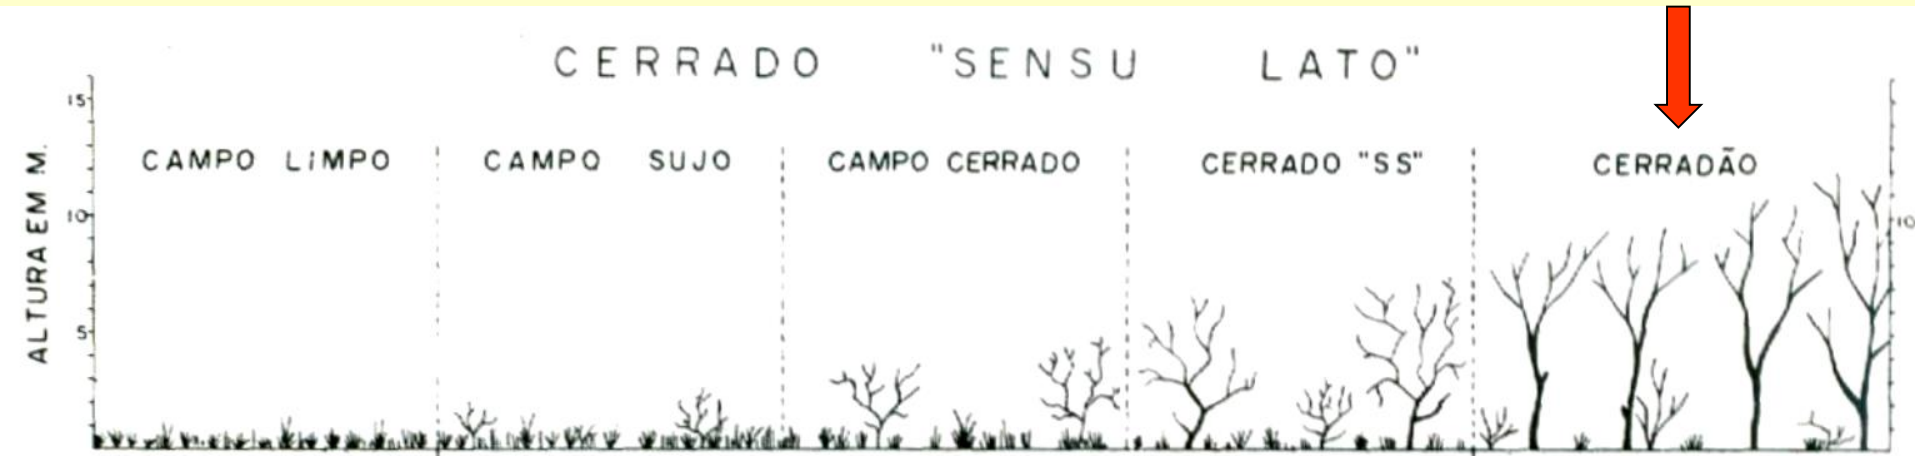 CERRADO "SENSU LATO"
15
CAMPO LIMPO
CAMPO SUJO
CAMPO CERRADO
CERRADO "SS"
CERRADÃO
ALTURA EM M.
10
10
5